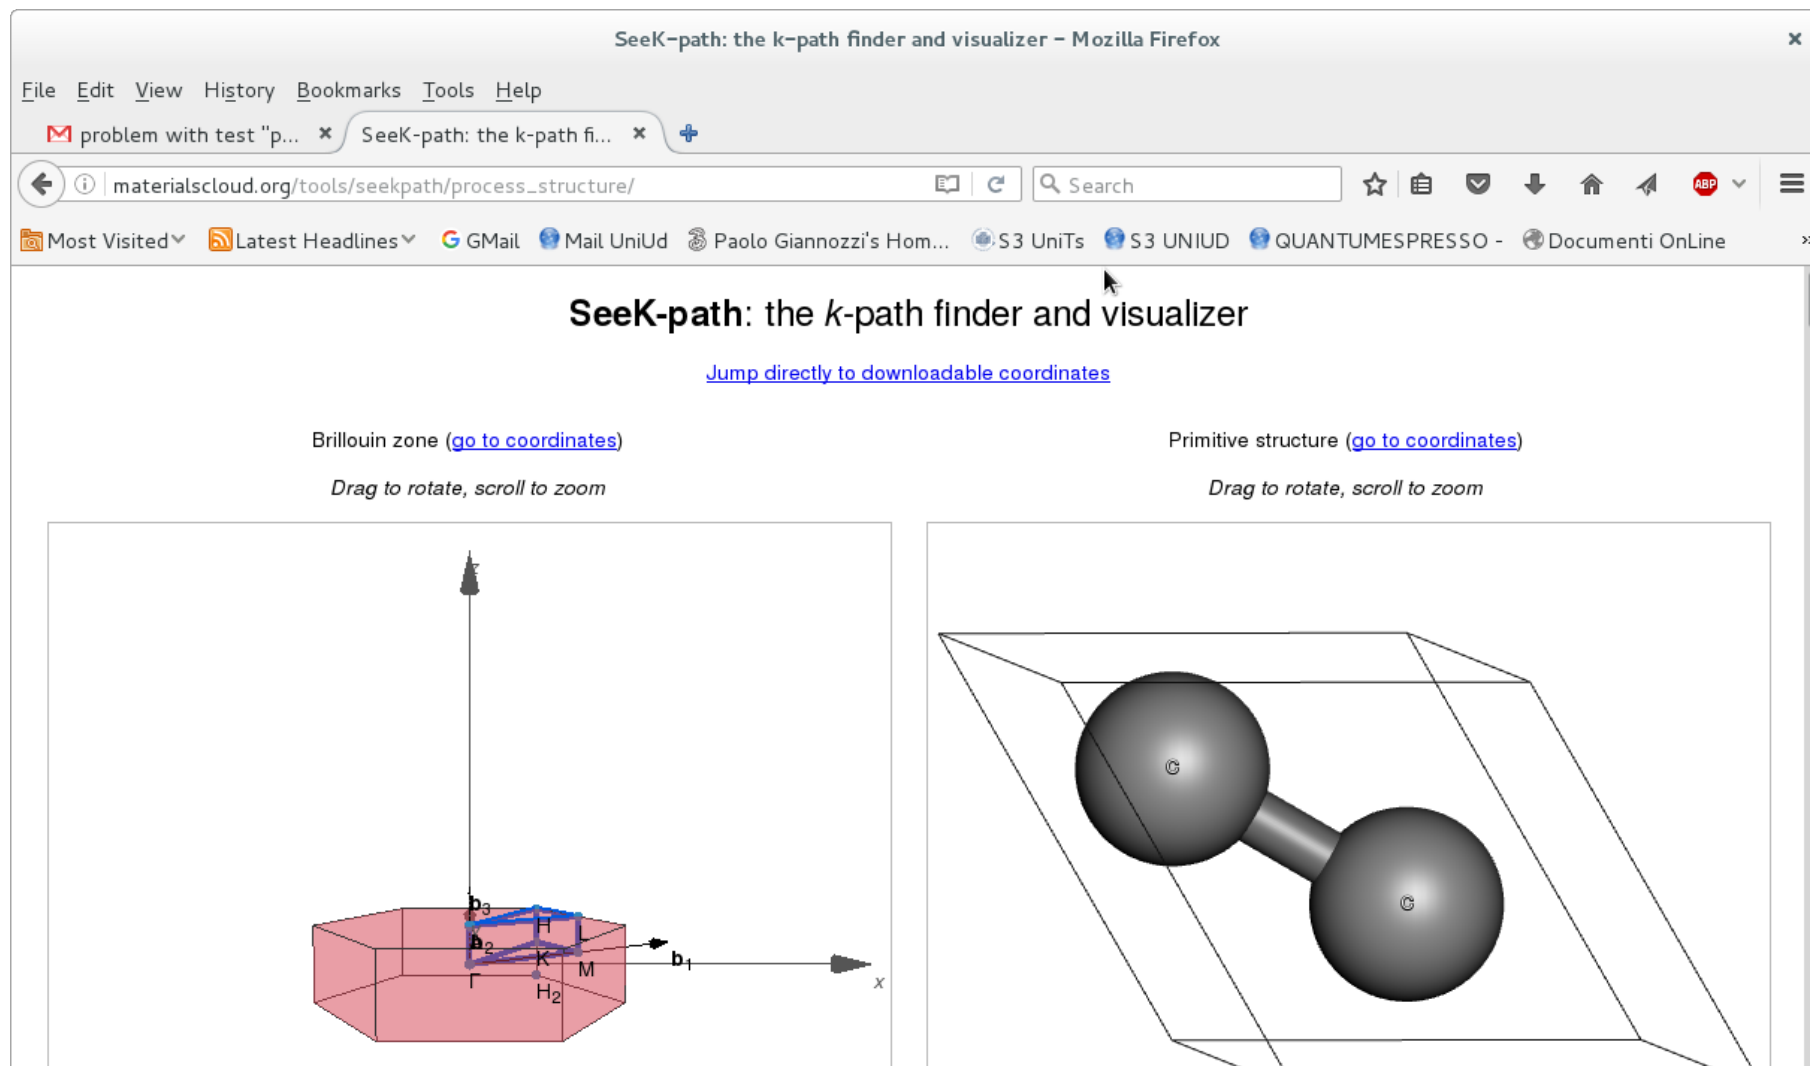 SeeK-path: the k-path finder and visualizer - Mozilla Firefox
File Edit View History Bookmarks Tools Help
problem with test "p... SeeK-path: the k-path fi...
materialscloud.org/tools/seekpath/process_structure/ Search ABP
Most Visited Latest Headlines GMail Mail UniUd Paolo Giannozzi's Hom... S3 UniTs S3 UNIUD QUANTUMESPRESSO - Documenti OnLine
SeeK-path: the k-path finder and visualizer
Jump directly to downloadable coordinates
Brillouin zone (go to coordinates) Primitive structure (go to coordinates)
Drag to rotate, scroll to zoom Drag to rotate, scroll to zoom
z
C
b3
C
H L
b2
K b1
M
Γ x
H2